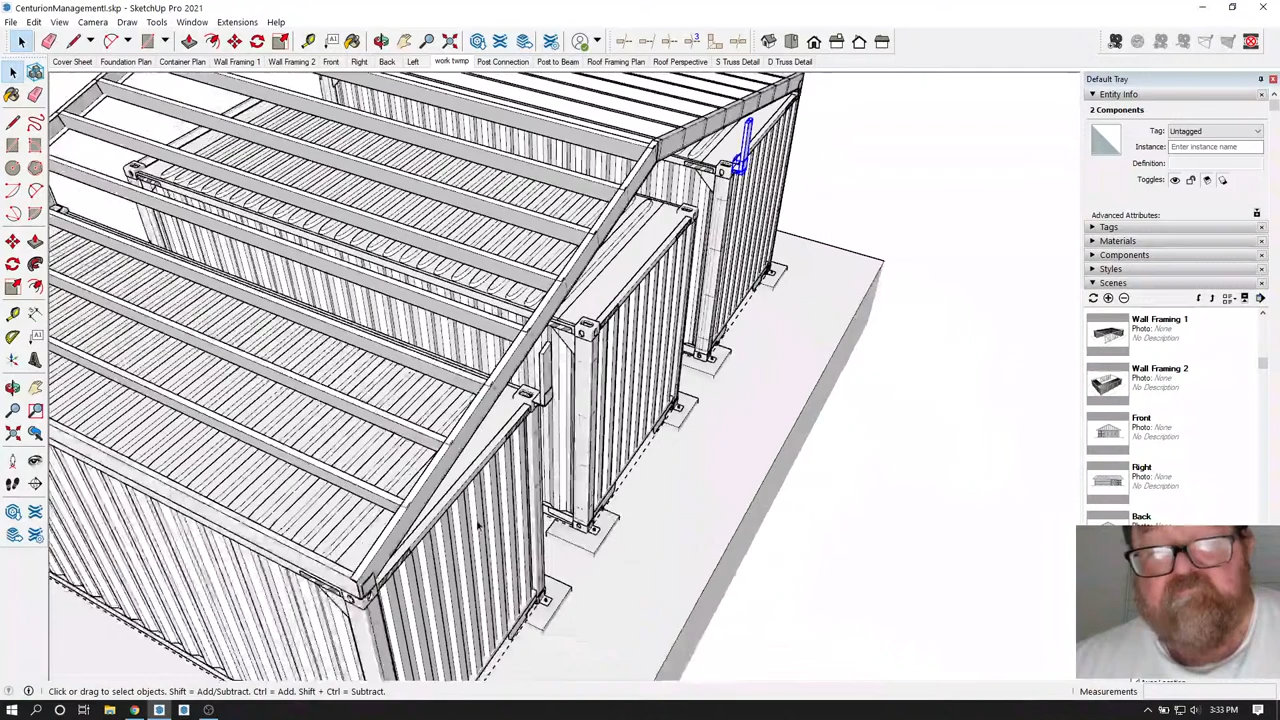 CenturionManagementI.skp - SketchUp Pro 2021
File Edit View Camera Draw Tools Window Extensions Help
3
Cover Sheet Foundation Plan Container Plan Wall Framing 1 Wall Framing 2 Front Right Back Left work twmp Post Connection Post to Beam Roof Framing Plan Roof Perspective S Truss Detail D Truss Detail
Default Tray
Entity Info
2 Components
Tag: Untagged
Instance: Enter instance name
Definition:
Toggles:
Advanced Attributes:
Tags
Materials
Components
Styles
Scenes
Wall Framing 1
Photo: None
No Description
Wall Framing 2
Photo: None
No Description
Front
Photo: None
No Description
Right
Photo: None
No Description
Back
Click or drag to select objects. Shift = Add/Subtract. Ctrl = Add. Shift + Ctrl = Subtract.
Measurements
3:33 PM